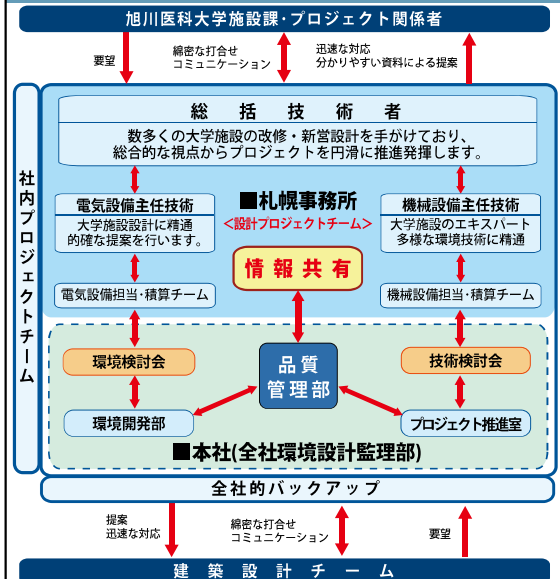 旭川医科大学施設課・プロジェクト関係者
要望
綿密な打合せ
コミュニケーション
迅速な対応
分かりやすい資料による提案
社内プロジェクトチーム
総括技術者
数多くの大学施設の改修・新営設計を手がけており、
総合的な視点からプロジェクトを円滑に推進発揮します。
電気設備主任技術
大学施設設計に精通
的確な提案を行います。
■札幌事務所
<設計プロジェクトチーム>
機械設備主任技術
大学施設のエキスパート
多様な環境技術に精通
情報共有
電気設備担当・積算チーム
機械設備担当・積算チーム
環境検討会
品質
管理部
技術検討会
環境開発部
プロジェクト推進室
■本社(全社環境設計監理部)
全社的バックアップ
提案
迅速な対応
綿密な打合せ
コミュニケーション
要望
建築設計チーム